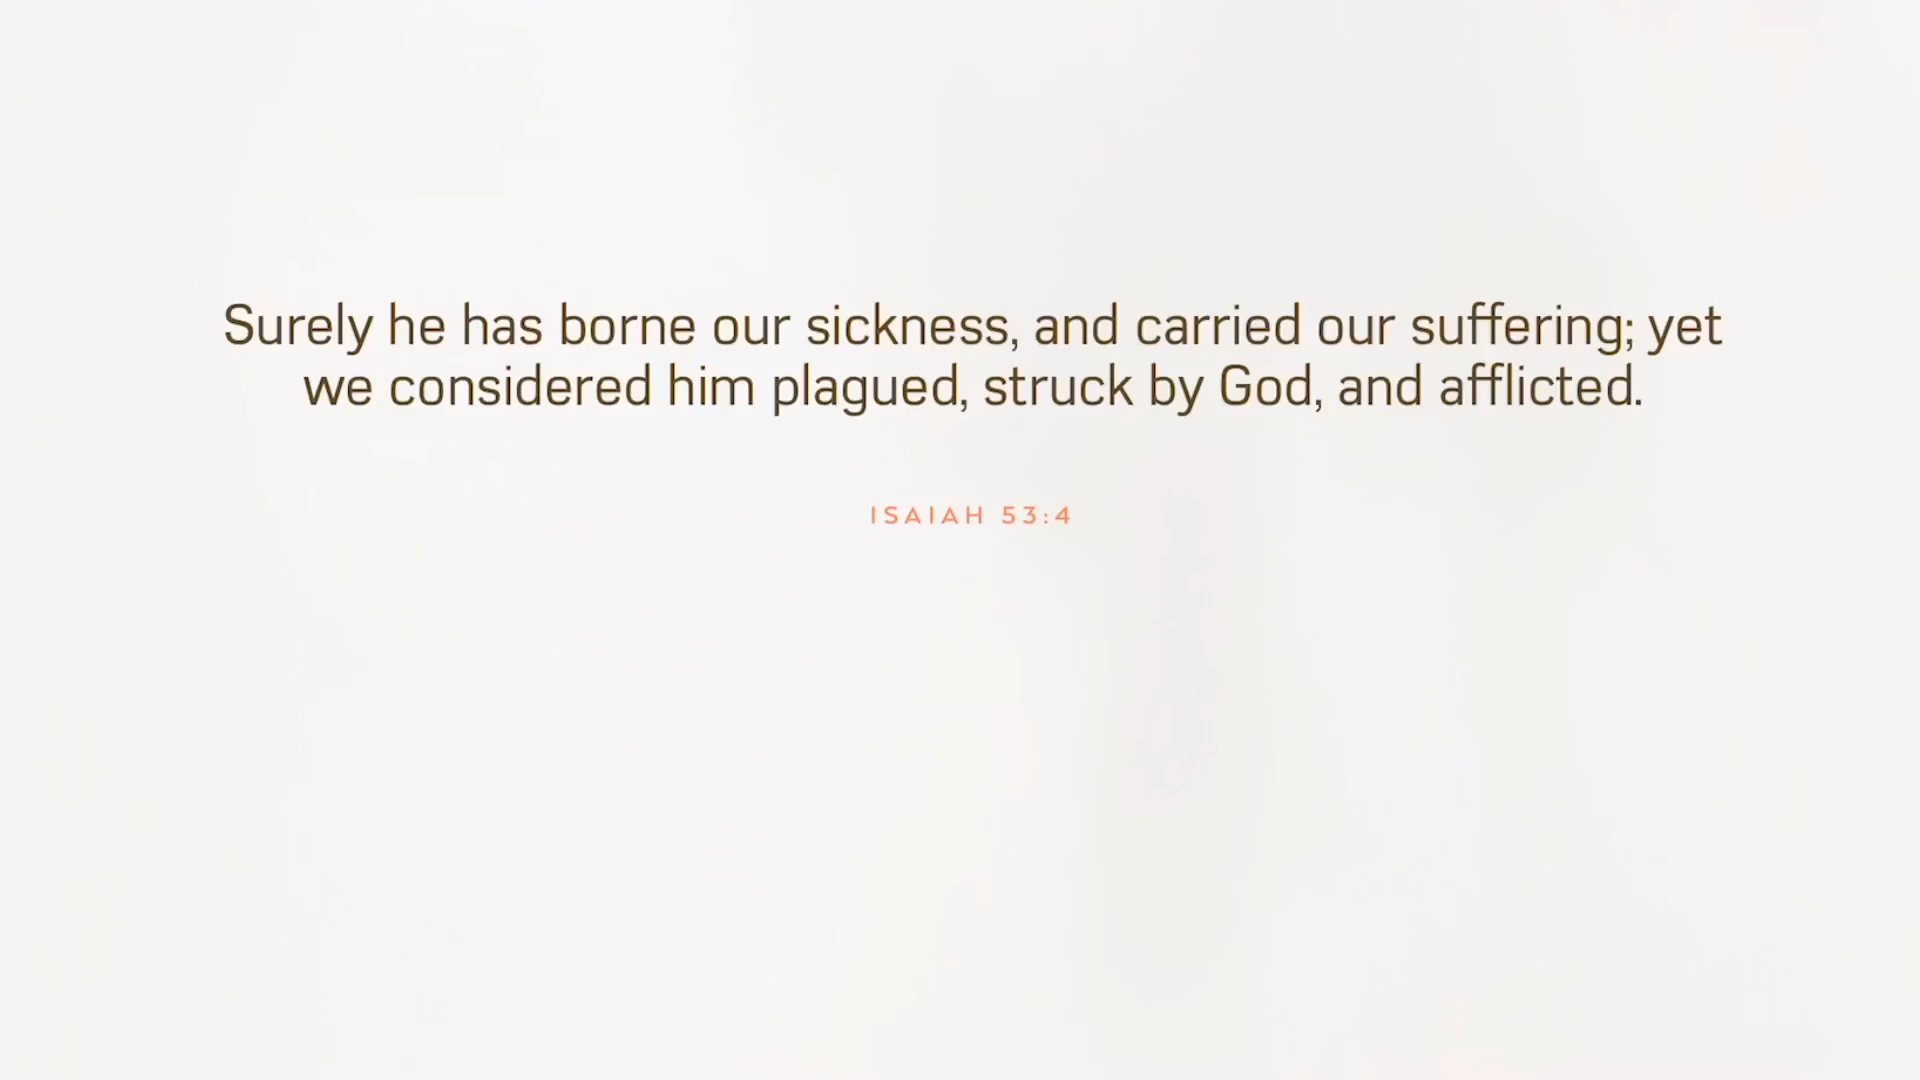 Surely he has borne our sickness, and carried our suffering; yet
we considered him plagued, struck by God, and afflicted.
ISAIAH 53:4